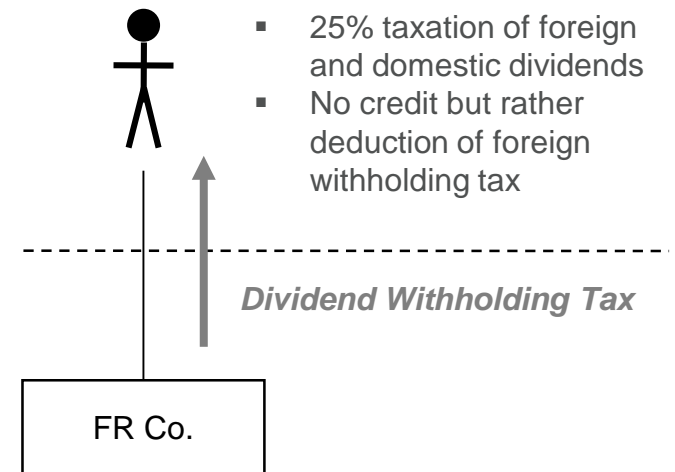 ▪ 25% taxation of foreign
and domestic dividends
▪ No credit but rather
deduction of foreign
withholding tax
Dividend Withholding Tax
FR Co.